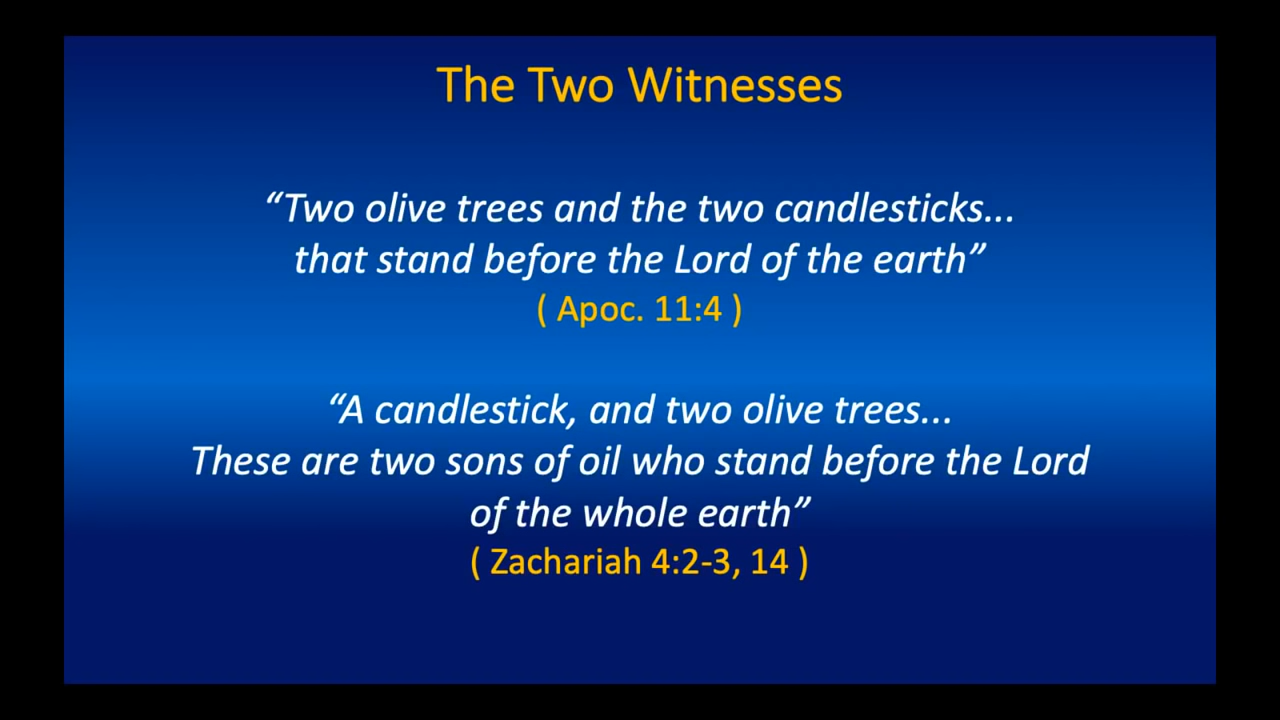 The Two Witnesses
“Two olive trees and the two candlesticks...
that stand before the Lord of the earth”
( Apoc. 11:4 )
“A candlestick, and two olive trees...
These are two sons of oil who stand before the Lord
of the whole earth”
( Zachariah 4:2-3, 14 )